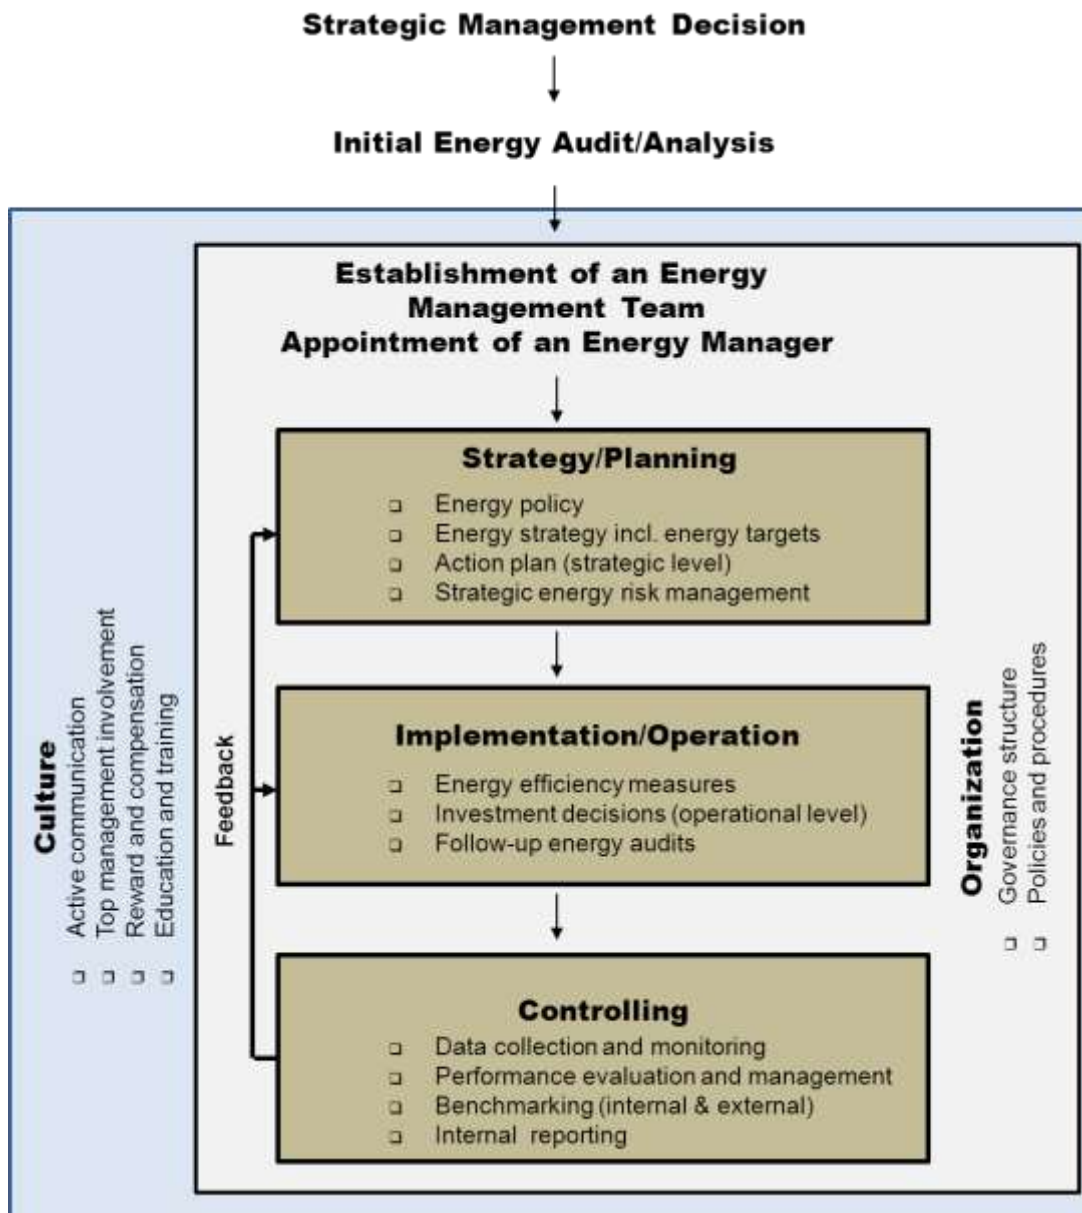 Strategic Management Decision
Initial Energy Audit/Analysis
Establishment of an Energy
Management Team
Appointment of an Energy Manager
Strategy/Planning
❑ Energy policy
❑ Energy strategy incl. energy targets
❑ Action plan (strategic level)
❑ Strategic energy risk management
Implementation/Operation
❑ Energy efficiency measures
❑ Investment decisions (operational level)
❑ Follow-up energy audits
Controlling
❑ Data collection and monitoring
❑ Performance evaluation and management
❑ Benchmarking (internal & external)
❑ Internal reporting
Feedback
Culture
❑ Active communication
❑ Top management involvement
❑ Reward and compensation
❑ Education and training
Organization
❑ Governance structure
❑ Policies and procedures